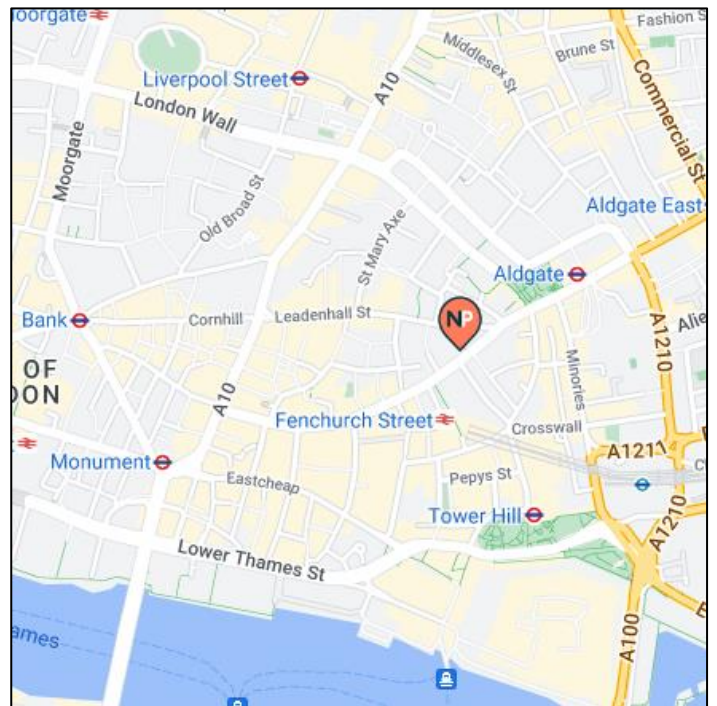 Moorgate
Fashion S
Middlesex St
Brune St
Liverpool Street
A10
Commercial St
London Wall
Moorgate
Old Broad St
St Mary Axe
Aldgate East
Aldgate
Bank
Cornhill
Leadenhall St
NP
A1210
Alie
OF
DON
A10
Minories
Fenchurch Street
Crosswall
A1211
Monument
Eastcheap
Pepys St
Tower Hill
A1210
Lower Thames St
A100
ames